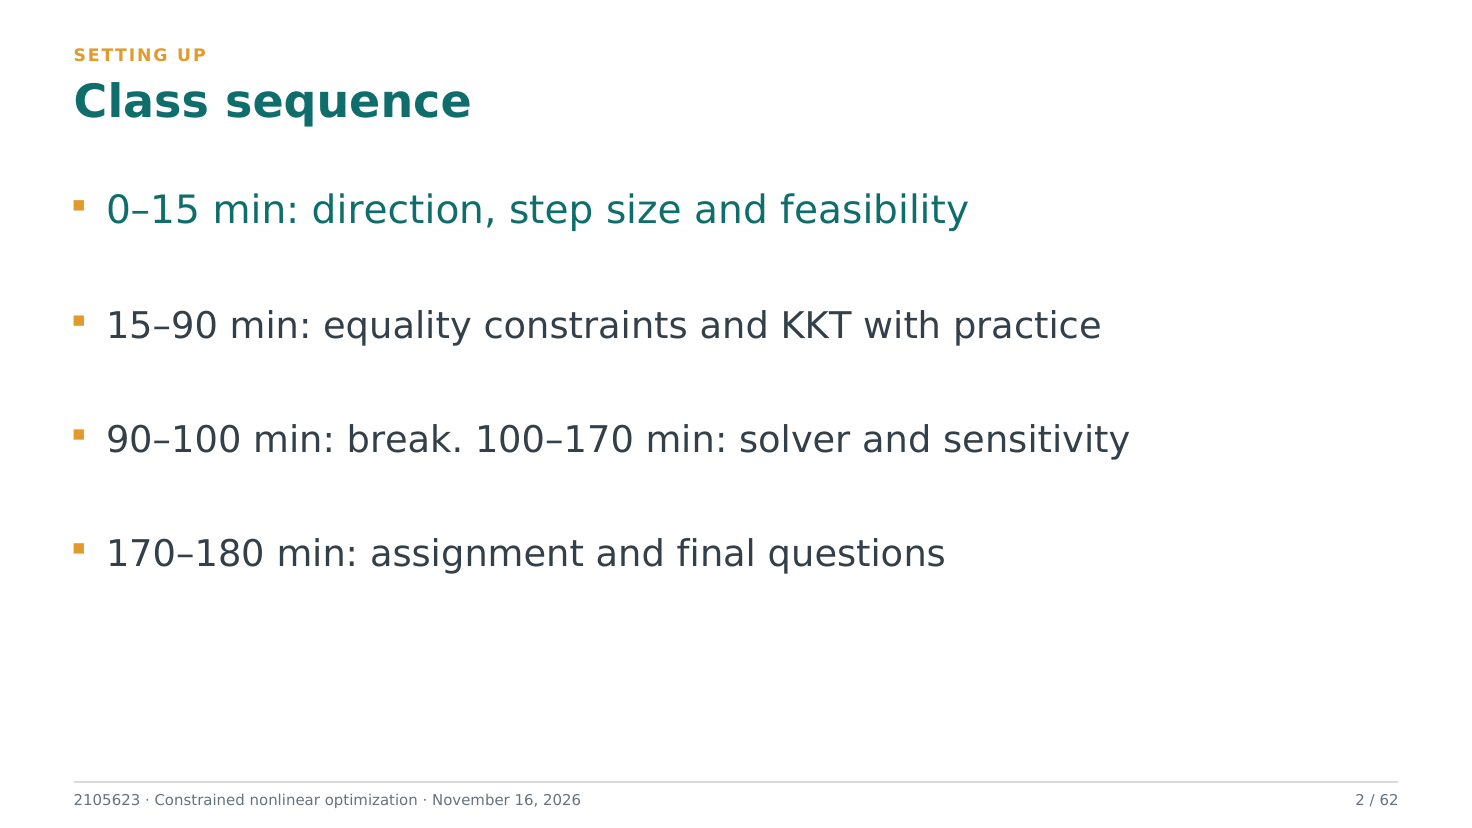 SETTING UP
Class sequence
0–15 min: direction, step size and feasibility
15–90 min: equality constraints and KKT with practice
90–100 min: break. 100–170 min: solver and sensitivity
170–180 min: assignment and final questions
2105623 · Constrained nonlinear optimization · November 16, 2026
2 / 62